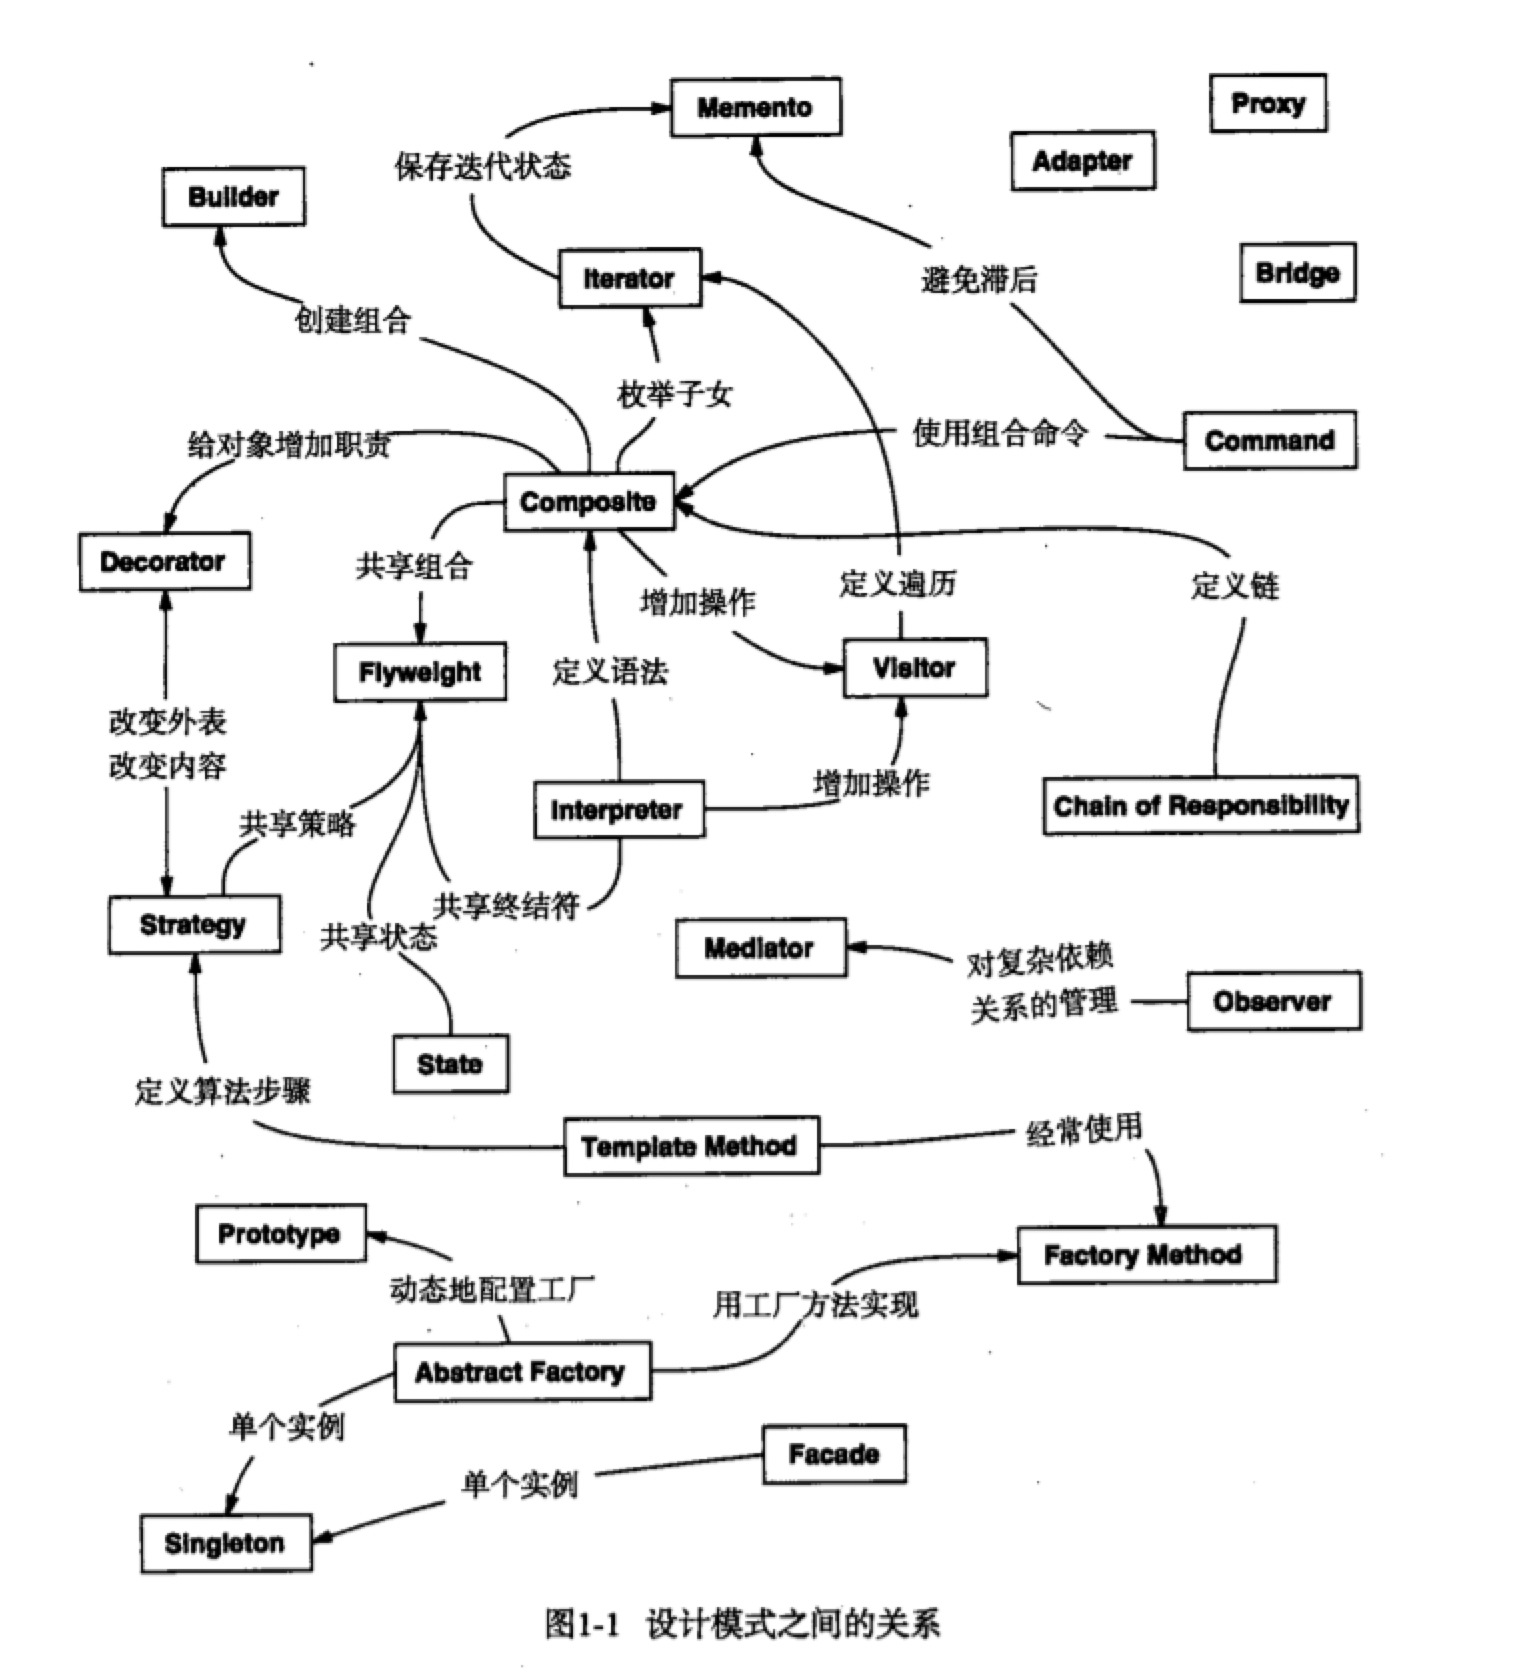 Memento
Proxy
Adapter
保存迭代状态
Builder
Iterator
避免滞后
Bridge
创建组合
枚举子女
给对象增加职责
使用组合命令
Command
Composite
Decorator
共享组合
增加操作
定义遍历
定义链
Flyweight
定义语法
Visitor
改变外表
改变内容
增加操作
Interpreter
Chain of Responsibility
共享策略
共享终结符
Strategy
共享状态
Mediator
对复杂依赖
关系的管理
Observer
State
定义算法步骤
Template Method
经常使用
Prototype
Factory Method
动态地配置工厂
用工厂方法实现
Abstract Factory
单个实例
Facade
单个实例
Singleton
图1-1 设计模式之间的关系